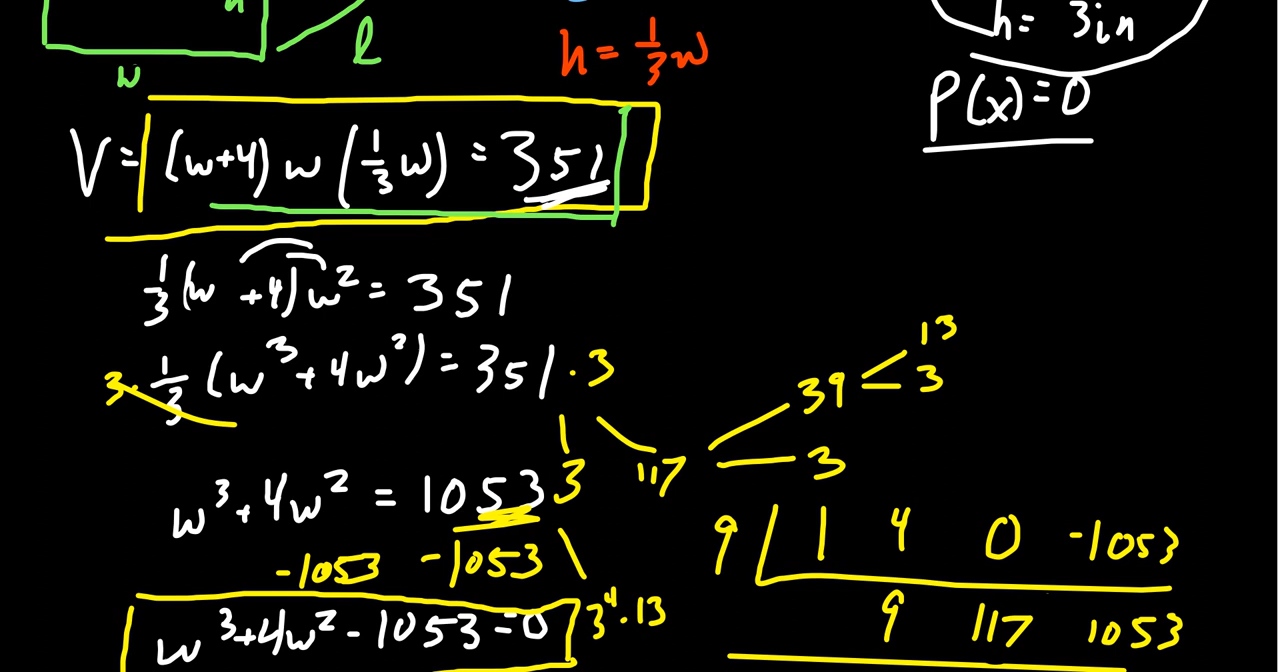 w
l
h = 1/3 w
h = 3in
P(x) = 0
V = (w+4) w (1/3 w) = 351
1/3 (w +4) w² = 351
3 · 1/3 (w³ + 4w²) = 351 · 3
3 117
39 3
13 3
w³ + 4w² = 1053
-1053 -1053
3⁴ · 13
w³+4w² - 1053 = 0
9 | 1 4 0 -1053
9 117 1053